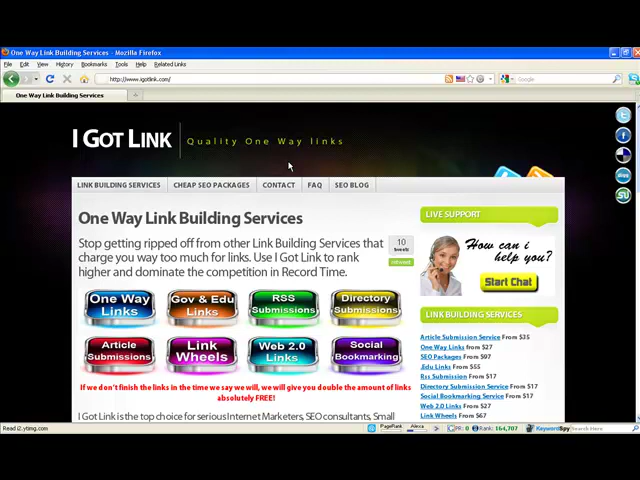 One Way Link Building Services - Mozilla Firefox
File Edit View History Bookmarks Tools Help Related Links
http://www.igotlink.com/
Google
One Way Link Building Services
I GOT LINK
Quality One Way links
LINK BUILDING SERVICES CHEAP SEO PACKAGES CONTACT FAQ SEO BLOG
One Way Link Building Services
Stop getting ripped off from other Link Building Services that
charge you way too much for links. Use I Got Link to rank
higher and dominate the competition in Record Time.
10
tweets
retweet
One Way Links
Gov & Edu Links
RSS Submissions
Directory Submissions
Article Submissions
Link Wheels
Web 2.0 Links
Social Bookmarking
If we don't finish the links in the time we say we will, we will give you double the amount of links
absolutely FREE!
I Got Link is the top choice for serious Internet Marketers, SEO consultants, Small
LIVE SUPPORT
How can i
help you?
Start Chat
LINK BUILDING SERVICES
Article Submission Service From $35
One Way Links from $27
SEO Packages From $97
.Edu Links From $55
Rss Submission From $17
Directory Submission Service From $17
Social Bookmarking Service From $17
Web 2.0 Links From $27
Link Wheels From $67
Read i2.ytimg.com
PageRank
Alexa
PR: 0
Rank: 164,707
KeywordSpy
Search Here